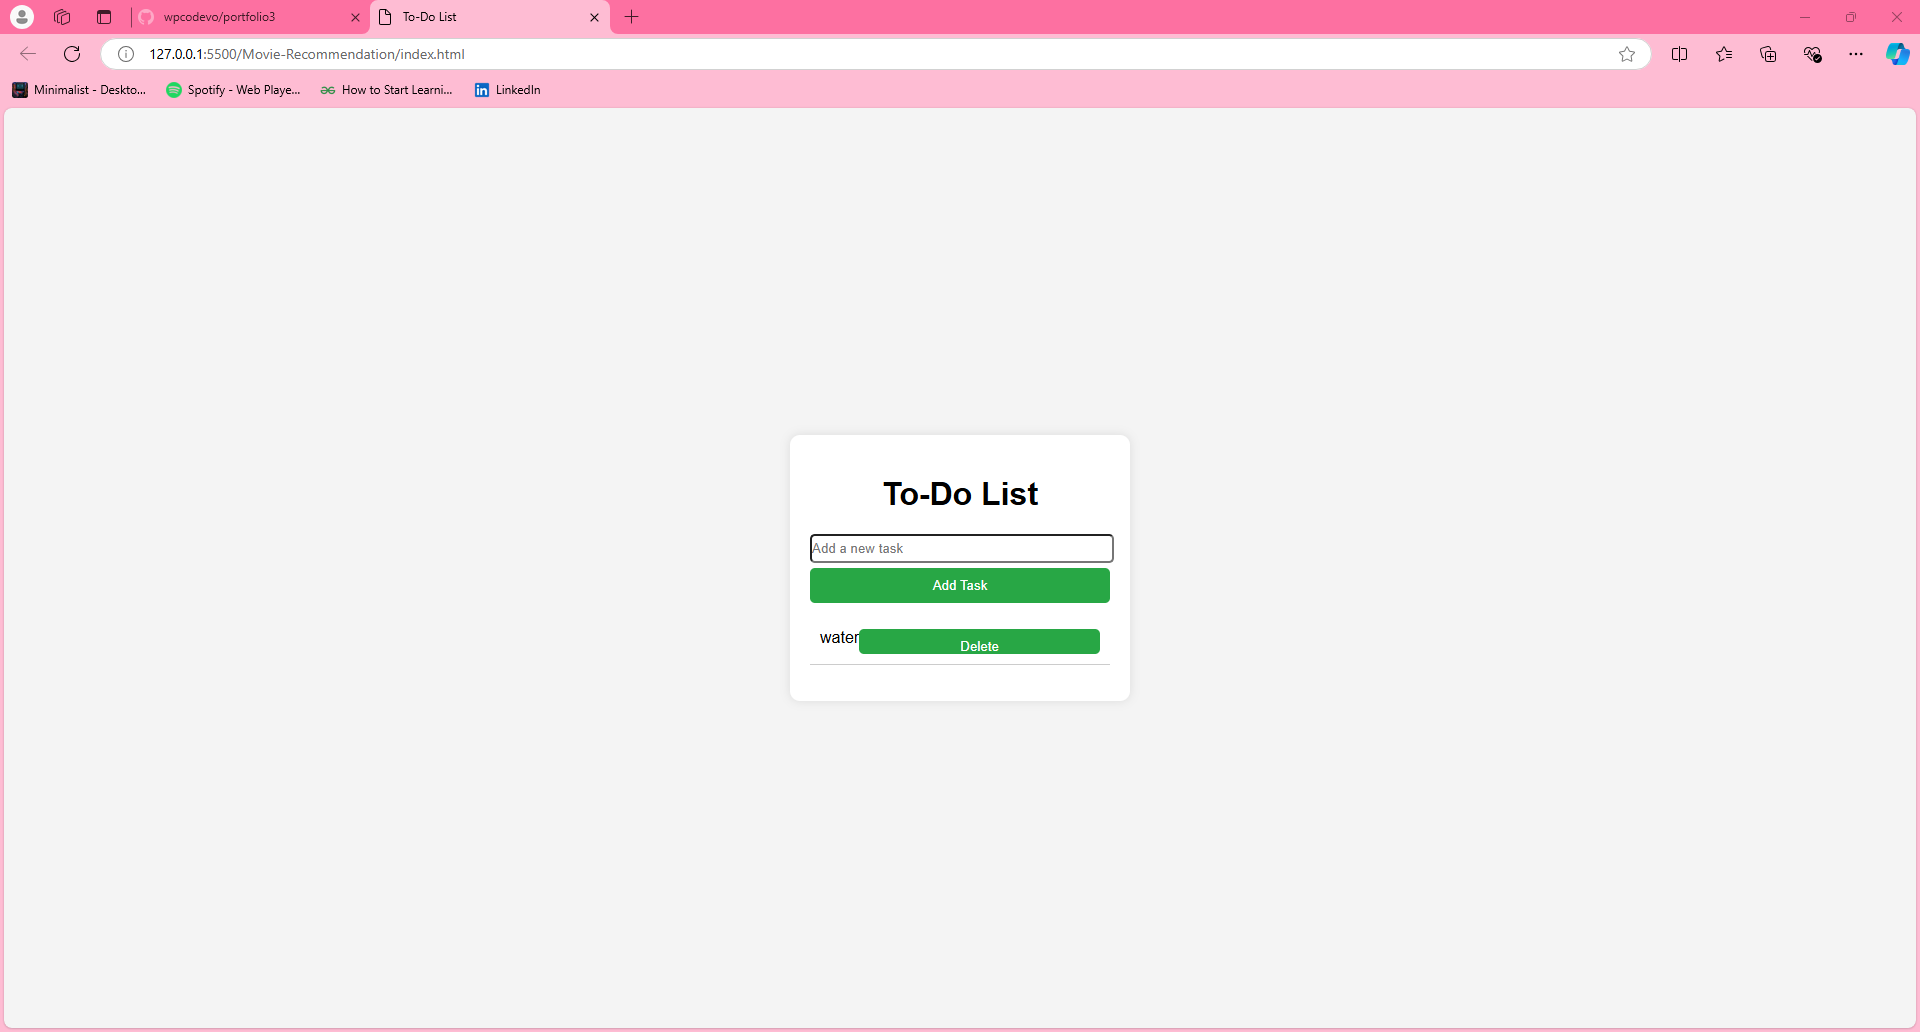 wpcodevo/portfolio3
To-Do List
127.0.0.1:5500/Movie-Recommendation/index.html
Minimalist - Deskto...
Spotify - Web Playe...
How to Start Learni...
LinkedIn
To-Do List
Add a new task
Add Task
water
Delete